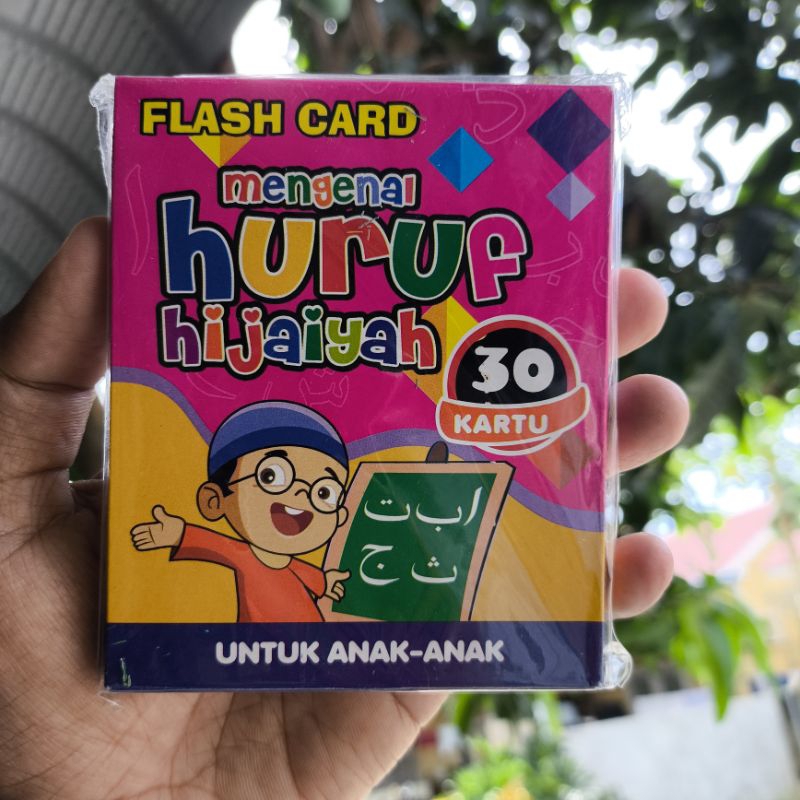 FLASH CARD
mengenal
huruf
hijaiyah
30
KARTU
ا ب ت
ث ج
UNTUK ANAK-ANAK